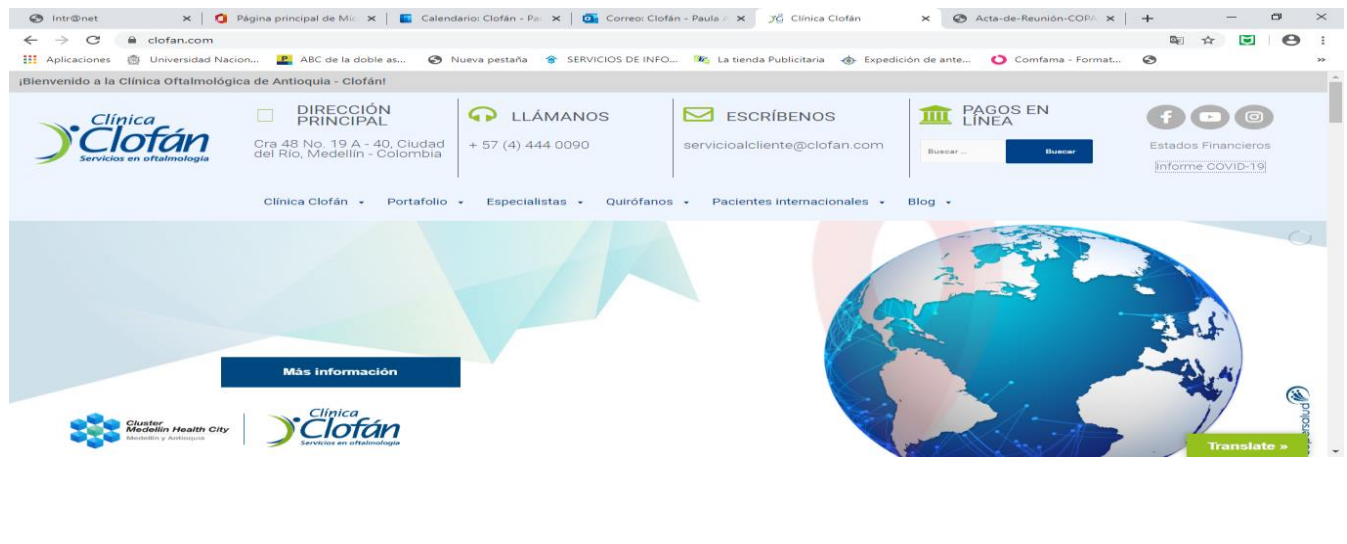 Intr@net
Página principal de Mic
Calendario: Clofán - Pa
Correo: Clofán - Paula
Clínica Clofán
Acta-de-Reunión-COPA
clofan.com
Aplicaciones
Universidad Nacion...
ABC de la doble as...
Nueva pestaña
SERVICIOS DE INFO...
La tienda Publicitaria
Expedición de ante...
Comfama - Format...
¡Bienvenido a la Clínica Oftalmológica de Antioquia - Clofán!
Clínica
Clofán
Servicios en oftalmología
DIRECCIÓN
PRINCIPAL
Cra 48 No. 19 A - 40, Ciudad
del Río, Medellín - Colombia
LLÁMANOS
+ 57 (4) 444 0090
ESCRÍBENOS
servicioalcliente@clofan.com
PAGOS EN
LÍNEA
Buscar ...
Buscar
Estados Financieros
Informe COVID-19
Clínica Clofán
Portafolio
Especialistas
Quirófanos
Pacientes internacionales
Blog
Más información
Cluster
Medellín Health City
Medellín y Antioquia
Clínica
Clofán
Servicios en oftalmología
Translate »